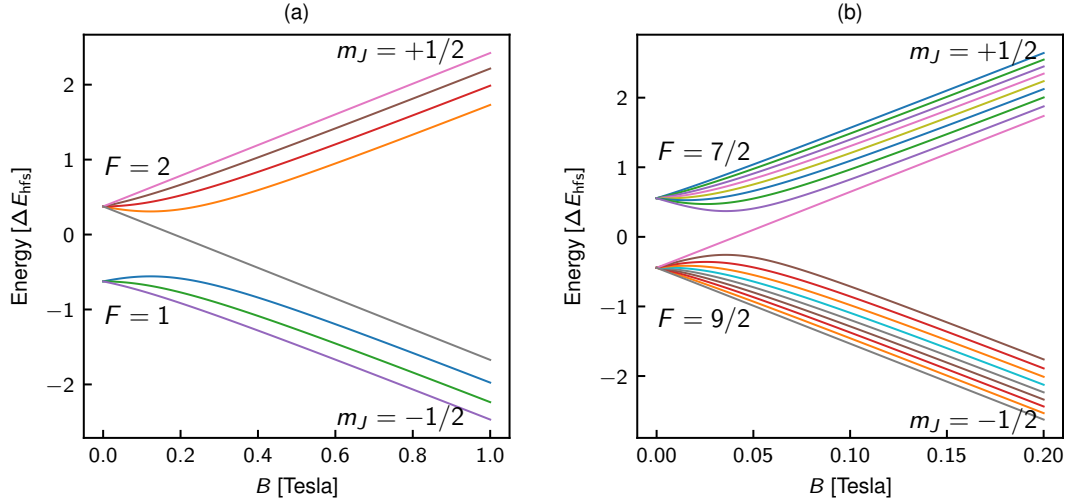 (a)
m_J = +1/2
F = 2
F = 1
m_J = −1/2
Energy [Δ E_hfs]
2
1
0
−1
−2
0.0 0.2 0.4 0.6 0.8 1.0
B [Tesla]
(b)
m_J = +1/2
F = 7/2
F = 9/2
m_J = −1/2
Energy [Δ E_hfs]
2
1
0
−1
−2
0.00 0.05 0.10 0.15 0.20
B [Tesla]